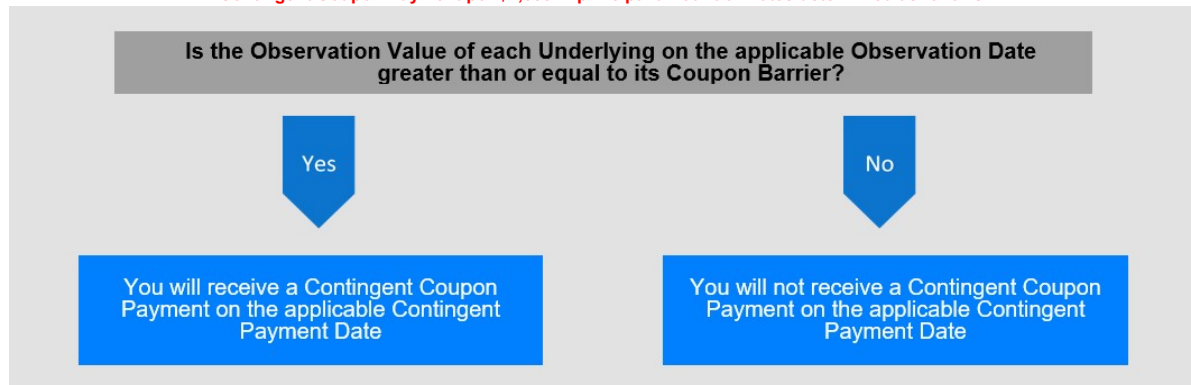 Is the Observation Value of each Underlying on the applicable Observation Date
greater than or equal to its Coupon Barrier?
Yes
No
You will receive a Contingent Coupon
Payment on the applicable Contingent
Payment Date
You will not receive a Contingent Coupon
Payment on the applicable Contingent
Payment Date